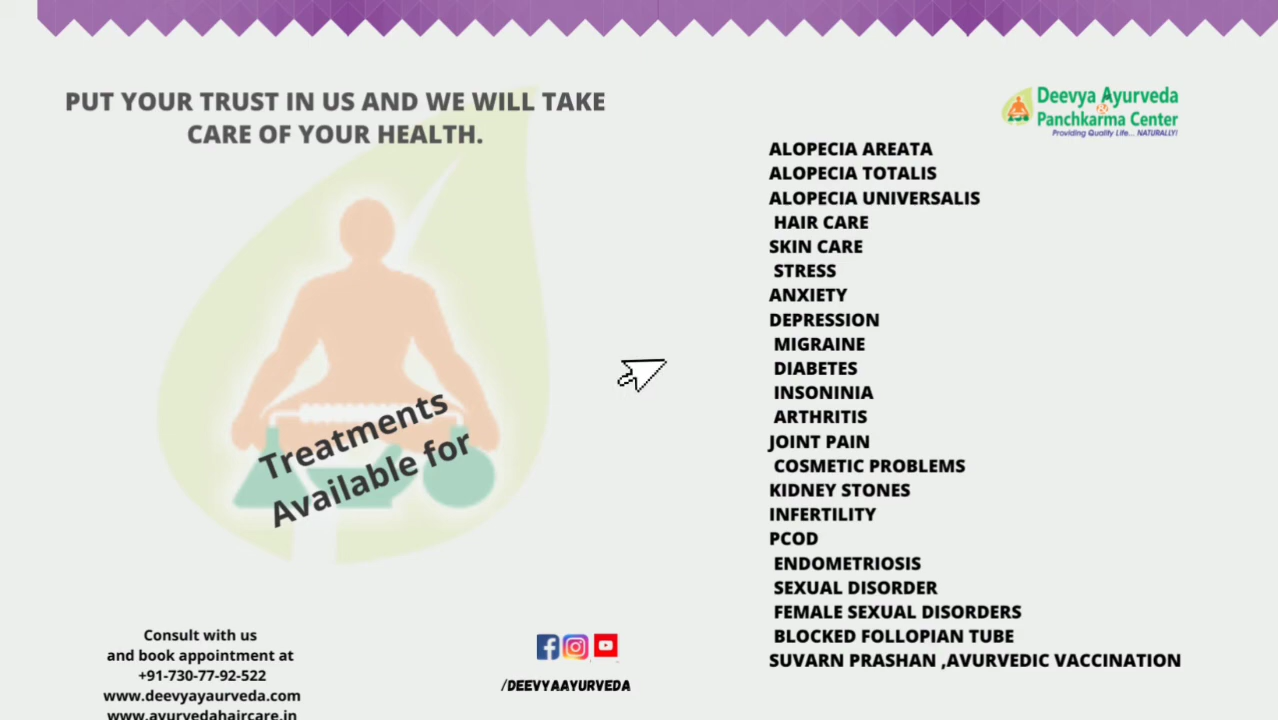 PUT YOUR TRUST IN US AND WE WILL TAKE
CARE OF YOUR HEALTH.
Treatments
Available for
Consult with us
and book appointment at
+91-730-77-92-522
www.deevyayaurveda.com
www.ayurvedahaircare.in
/DEEVYAAYURVEDA
Deevya Ayurveda
&
Panchkarma Center
Providing Quality Life... NATURALLY!
ALOPECIA AREATA
ALOPECIA TOTALIS
ALOPECIA UNIVERSALIS
HAIR CARE
SKIN CARE
STRESS
ANXIETY
DEPRESSION
MIGRAINE
DIABETES
INSONINIA
ARTHRITIS
JOINT PAIN
COSMETIC PROBLEMS
KIDNEY STONES
INFERTILITY
PCOD
ENDOMETRIOSIS
SEXUAL DISORDER
FEMALE SEXUAL DISORDERS
BLOCKED FOLLOPIAN TUBE
SUVARN PRASHAN ,AVURVEDIC VACCINATION